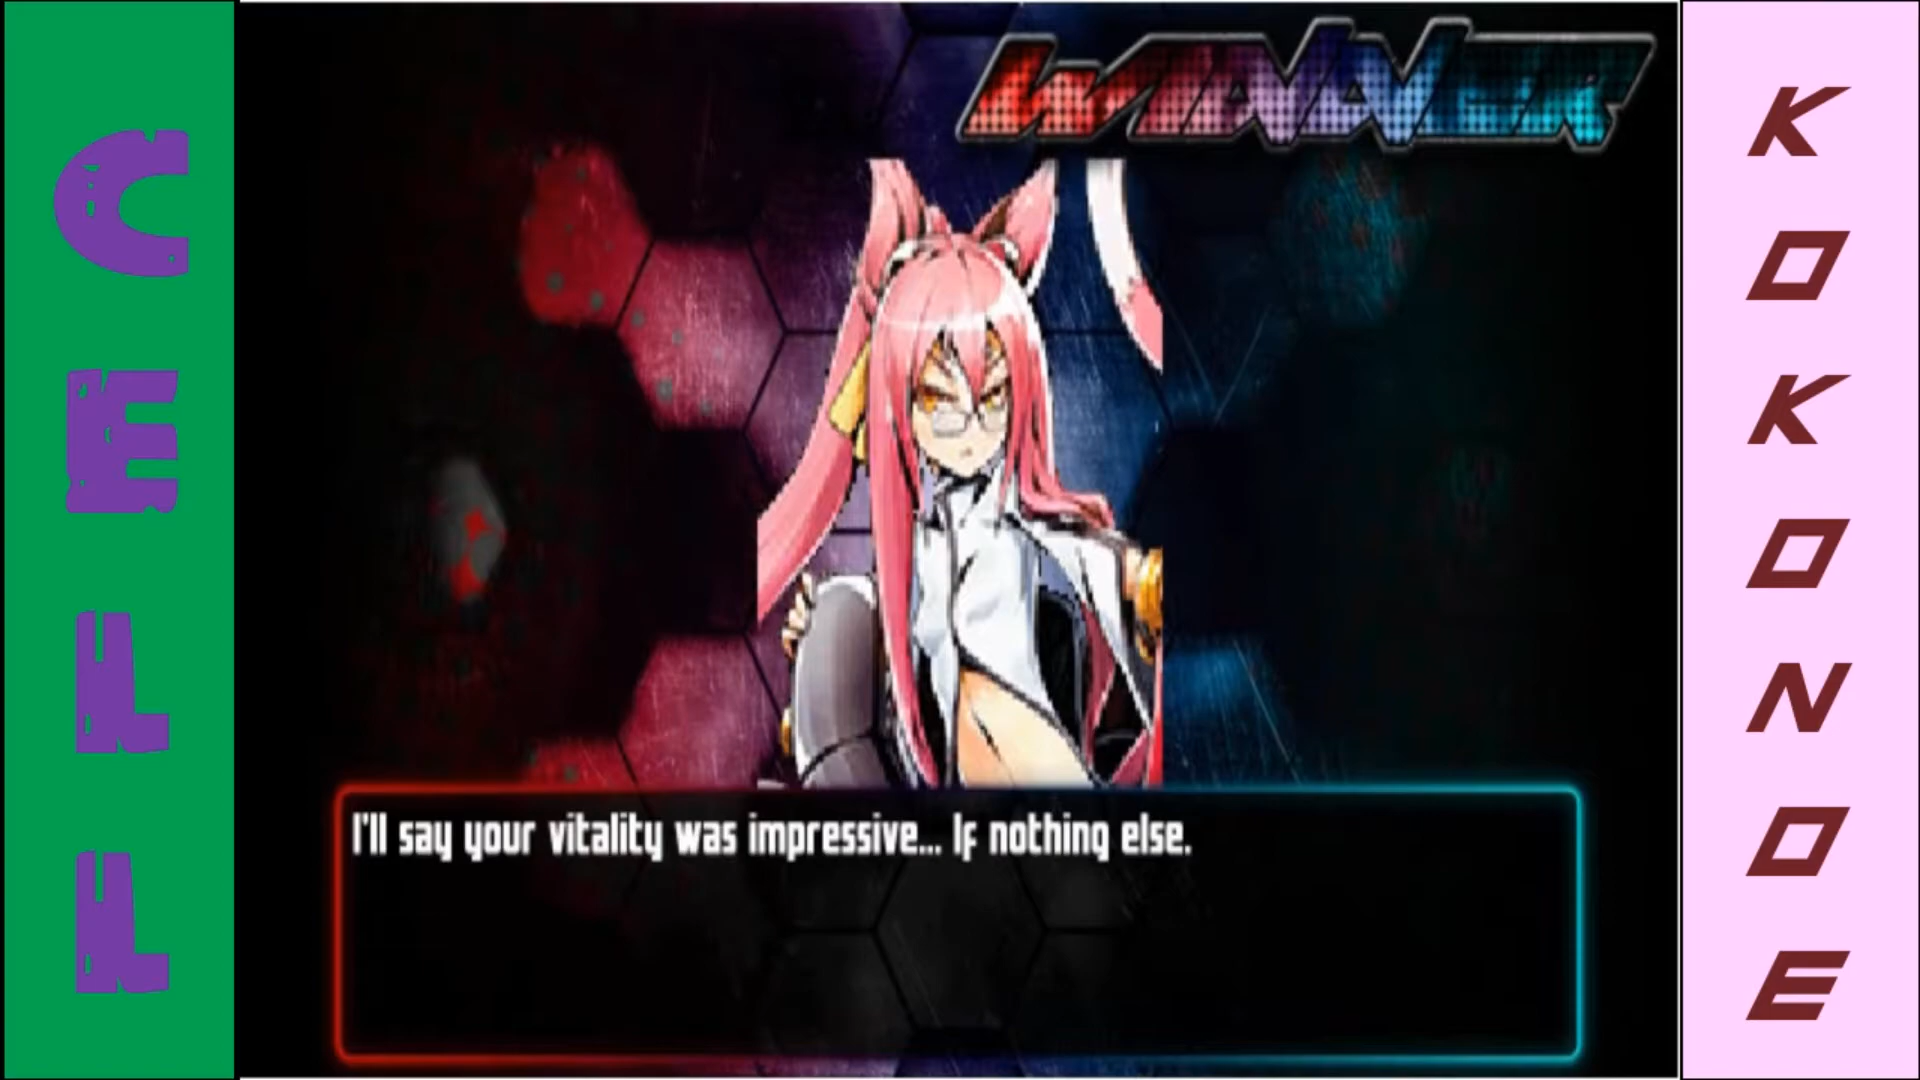 CELL
WINNER
I'll say your vitality was impressive... If nothing else.
KOKONOE